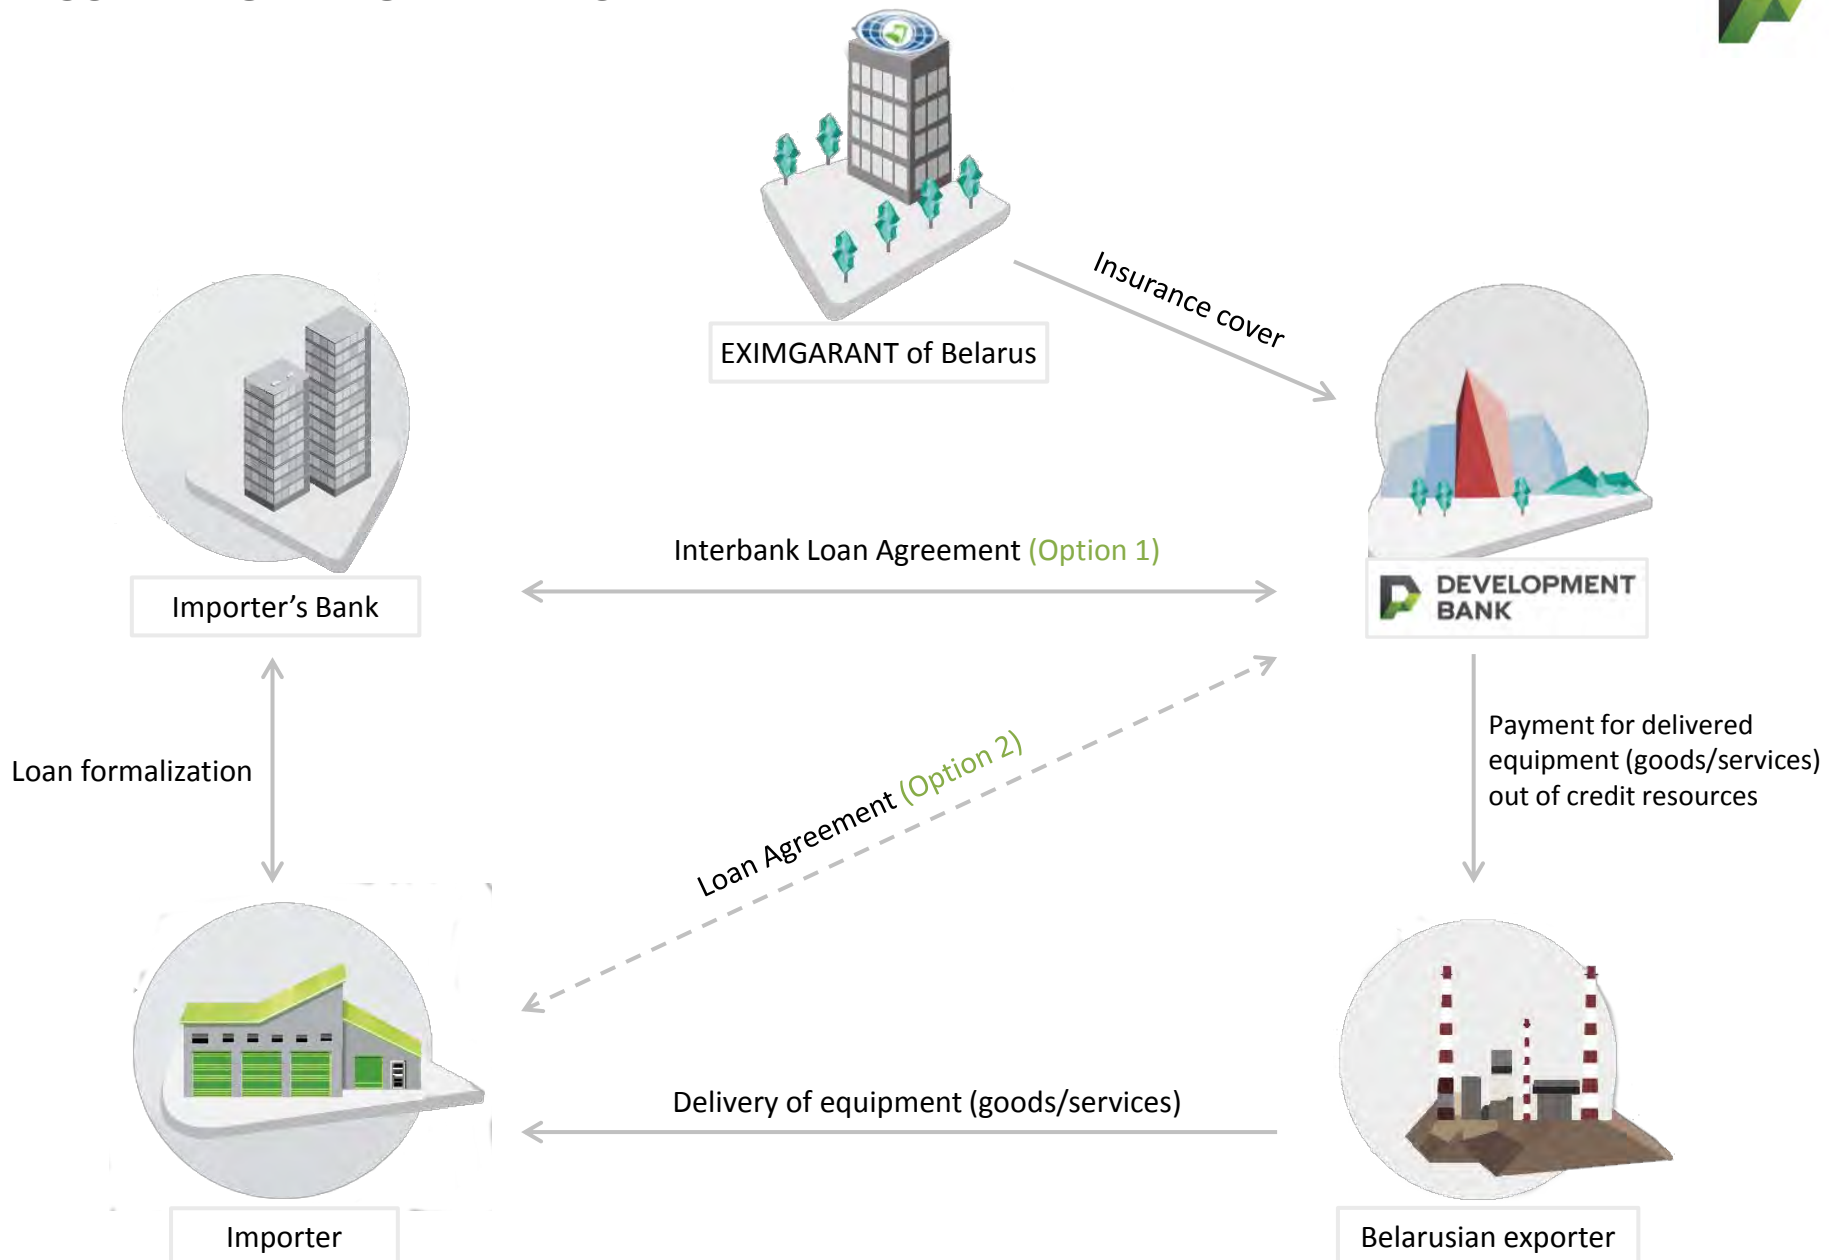 Insurance cover
EXIMGARANT of Belarus
Interbank Loan Agreement (Option 1)
Importer’s Bank
DEVELOPMENT
BANK
Loan formalization
Loan Agreement (Option 2)
Payment for delivered
equipment (goods/services)
out of credit resources
Delivery of equipment (goods/services)
Importer
Belarusian exporter